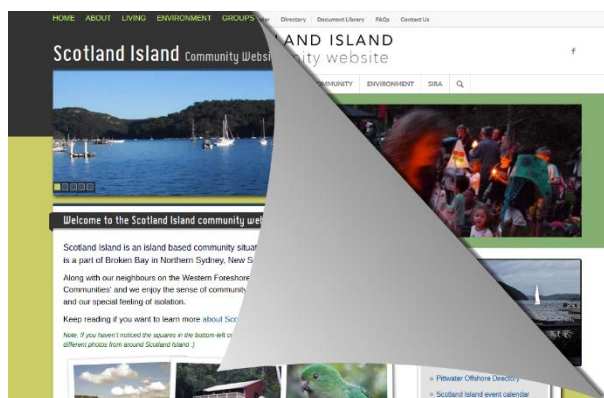 HOME ABOUT LIVING ENVIRONMENT GROUPS
Directory | Document Library | FAQs | Contact Us
Scotland Island Community Websi
AND ISLAND
ity website
MMUNITY ENVIRONMENT SIRA
Welcome to the Scotland Island community web
Scotland Island is an island based community situat
is a part of Broken Bay in Northern Sydney, New S
Along with our neighbours on the Western Foreshore
Communities' and we enjoy the sense of community
and our special feeling of isolation.
Keep reading if you want to learn more about Sco
Note. If you haven't noticed the squares in the bottom-left co
different photos from around Scotland Island :)
Pittwater Offshore Directory
Scotland Island event calendar